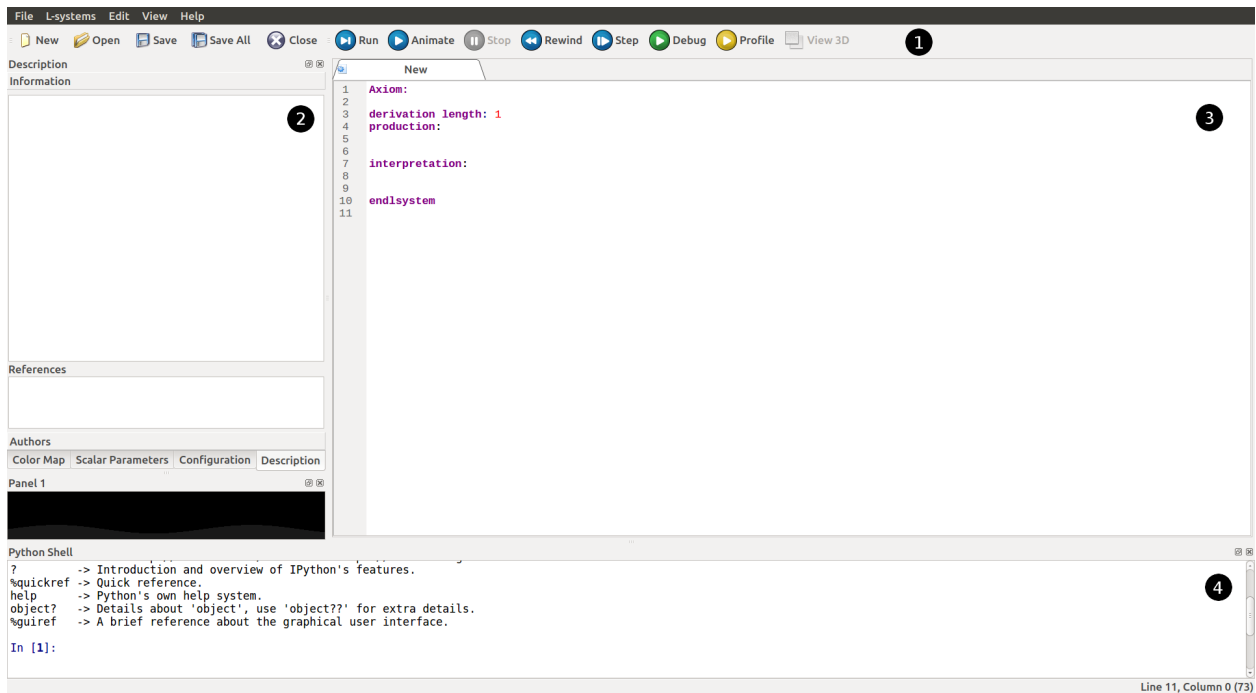 File L-systems Edit View Help
New Open Save Save All Close Run Animate Stop Rewind Step Debug Profile View 3D 1
Description
Information
2
References
Authors
Color Map Scalar Parameters Configuration Description
Panel 1
New
1 Axiom:
2
3 derivation length: 1
4 production:
5
6
7 interpretation:
8
9
10 endlsystem
11
3
Python Shell
? -> Introduction and overview of IPython's features.
%quickref -> Quick reference.
help -> Python's own help system.
object? -> Details about 'object', use 'object??' for extra details.
%guiref -> A brief reference about the graphical user interface.
In [1]:
4
Line 11, Column 0 (73)